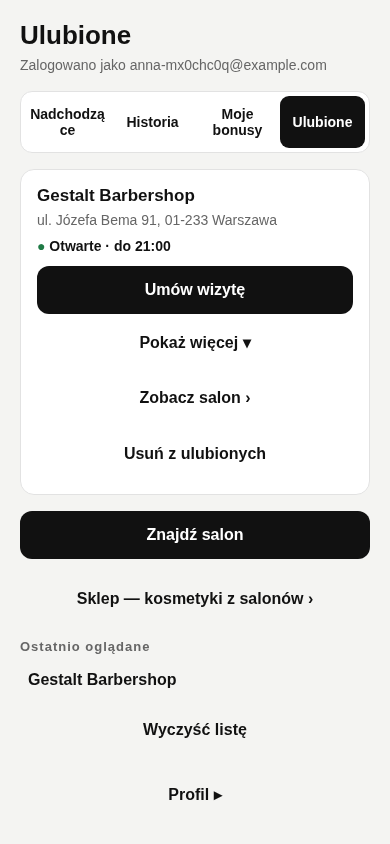 Ulubione
Zalogowano jako anna-mx0chc0q@example.com
Nadchodzą
ce
Historia
Moje
bonusy
Ulubione
Gestalt Barbershop
ul. Józefa Bema 91, 01-233 Warszawa
● Otwarte · do 21:00
Umów wizytę
Pokaż więcej ▾
Zobacz salon ›
Usuń z ulubionych
Znajdź salon
Sklep — kosmetyki z salonów ›
Ostatnio oglądane
Gestalt Barbershop
Wyczyść listę
Profil ▸